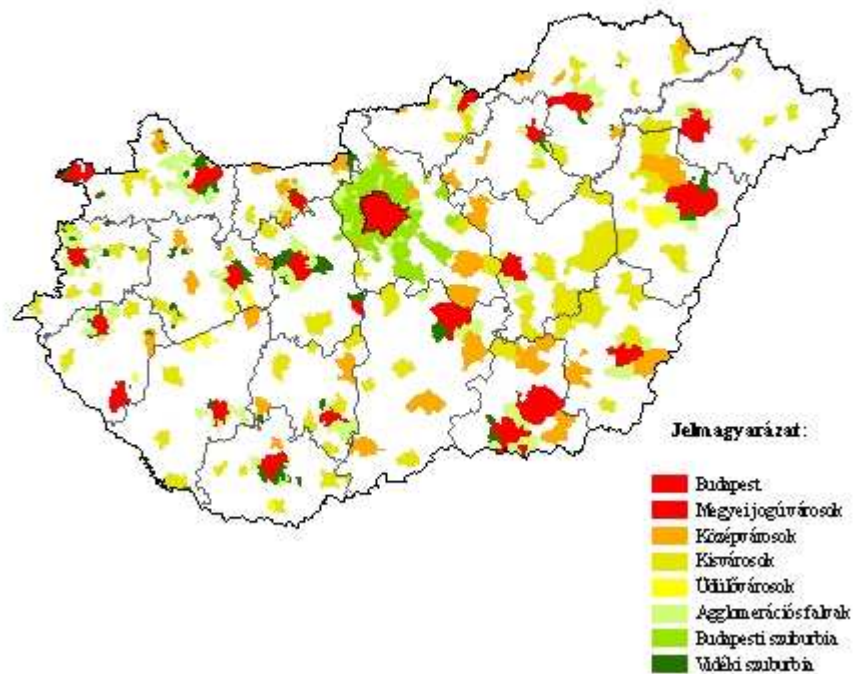 Jelmagyarázat:
Budapest
Megyei jogú városok
Középvárosok
Kisvárosok
Üdülővárosok
Agglomerációs falvak
Budapesti szuburbia
Vidéki szuburbia